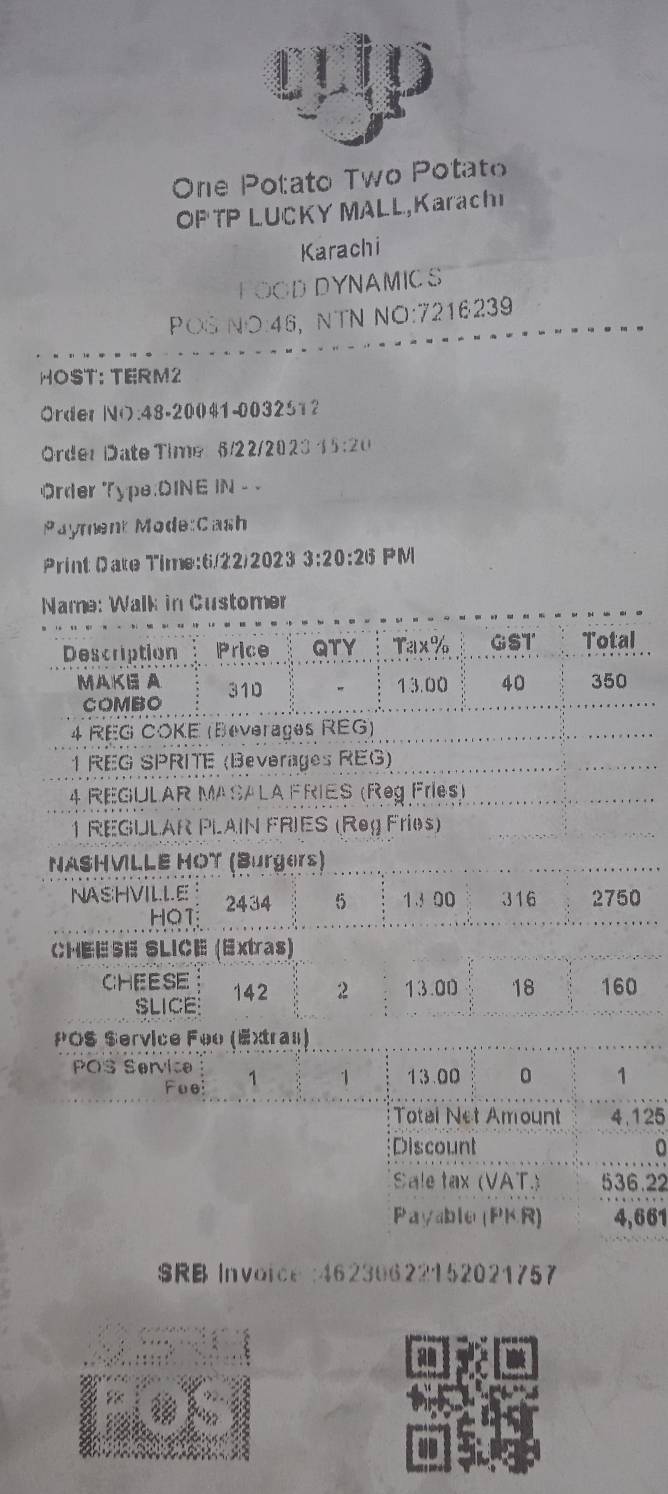 One Potato Two Potato
OPTP LUCKY MALL,Karachi
Karachi
FOOD DYNAMICS
POS NO:46, NTN NO:7216239
HOST: TERM2
Order NO:48-20041-0032512
Order Date Time 6/22/2023 15:20
Order Type:DINE IN - -
Payment Mode:Cash
Print Date Time:6/22/2023 3:20:26 PM
Name: Walk in Customer
Description Price QTY Tax% GST Total
MAKE A COMBO 310 - 13.00 40 350
4 REG COKE (Beverages REG)
1 REG SPRITE (Beverages REG)
4 REGULAR MASALA FRIES (Reg Fries)
1 REGULAR PLAIN FRIES (Reg Fries)
NASHVILLE HOT (Burgers)
NASHVILLE HOT: 2434 5 13.00 316 2750
CHEESE SLICE (Extras)
CHEESE SLICE: 142 2 13.00 18 160
POS Service Fee (Extras)
POS Service Fee: 1 1 13.00 0 1
Total Net Amount 4,125
Discount 0
Sale tax (VAT.) 536.22
Payable (PKR) 4,661
SRB Invoice :46230622152021757
POS